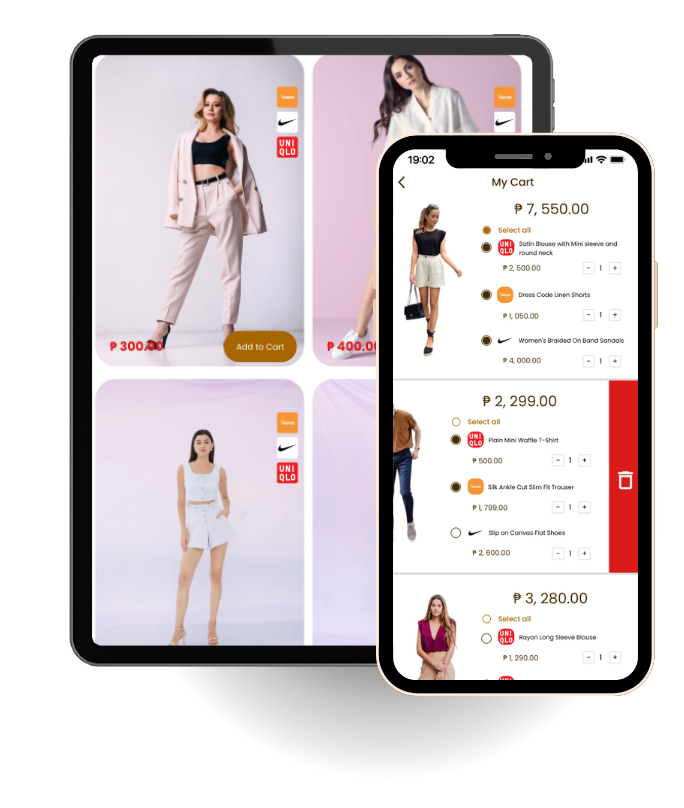 UNI
QLO
₱ 300.00
Add to Cart
UNI
QLO
₱ 400.0
19:02
My Cart
₱ 7, 550.00
Select all
UNI
QLO
Satin Blouse with Mini sleeve and
round neck
₱ 2, 500.00
- 1 +
Dress Code Linen Shorts
₱ 1, 050.00
- 1 +
Women's Braided On Band Sandals
₱ 4, 000.00
- 1 +
₱ 2, 299.00
Select all
UNI
QLO
Plain Mini Waffle T-Shirt
₱ 500.00
- 1 +
Silk Ankle Cut Slim Fit Trouser
₱ 1, 799.00
- 1 +
Slip on Canvas Flat Shoes
₱ 2, 600.00
- 1 +
₱ 3, 280.00
Select all
UNI
QLO
Rayon Long Sleeve Blouse
₱ 1, 290.00
- 1 +
UNI